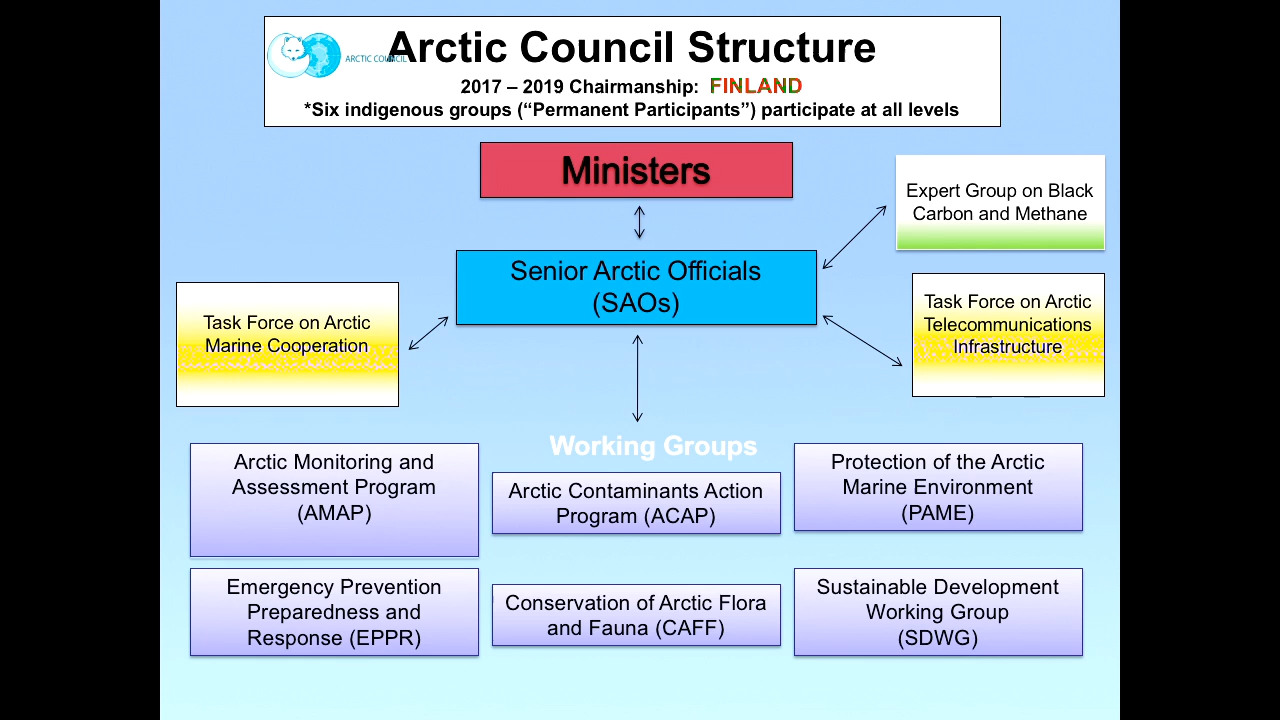 Arctic Council Structure
ARCTIC COUNCIL
2017 – 2019 Chairmanship: FINLAND
*Six indigenous groups (“Permanent Participants”) participate at all levels
Ministers
Expert Group on Black
Carbon and Methane
Senior Arctic Officials
(SAOs)
Task Force on Arctic
Marine Cooperation
Task Force on Arctic
Telecommunications
Infrastructure
Working Groups
Arctic Monitoring and
Assessment Program
(AMAP)
Arctic Contaminants Action
Program (ACAP)
Protection of the Arctic
Marine Environment
(PAME)
Emergency Prevention
Preparedness and
Response (EPPR)
Conservation of Arctic Flora
and Fauna (CAFF)
Sustainable Development
Working Group
(SDWG)